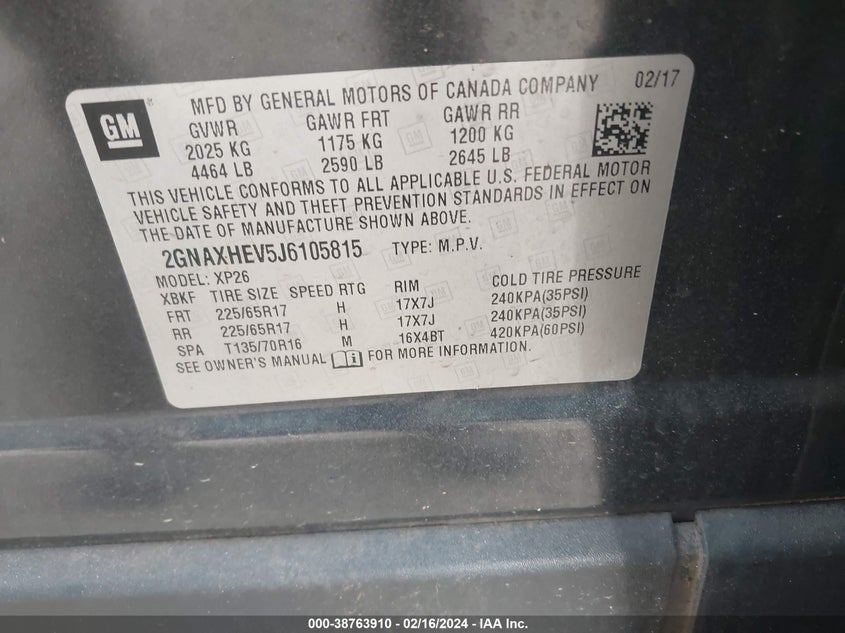 GM
MFD BY GENERAL MOTORS OF CANADA COMPANY 02/17
GVWR GAWR FRT GAWR RR
2025 KG 1175 KG 1200 KG
4464 LB 2590 LB 2645 LB
THIS VEHICLE CONFORMS TO ALL APPLICABLE U.S. FEDERAL MOTOR
VEHICLE SAFETY AND THEFT PREVENTION STANDARDS IN EFFECT ON
THE DATE OF MANUFACTURE SHOWN ABOVE.
2GNAXHEV5J6105815 TYPE: M.P.V.
MODEL: XP26
XBKF TIRE SIZE SPEED RTG RIM COLD TIRE PRESSURE
FRT 225/65R17 H 17X7J 240KPA(35PSI)
RR 225/65R17 H 17X7J 240KPA(35PSI)
SPA T135/70R16 M 16X4BT 420KPA(60PSI)
SEE OWNER'S MANUAL i FOR MORE INFORMATION.
000-38763910 - 02/16/2024 - IAA Inc.